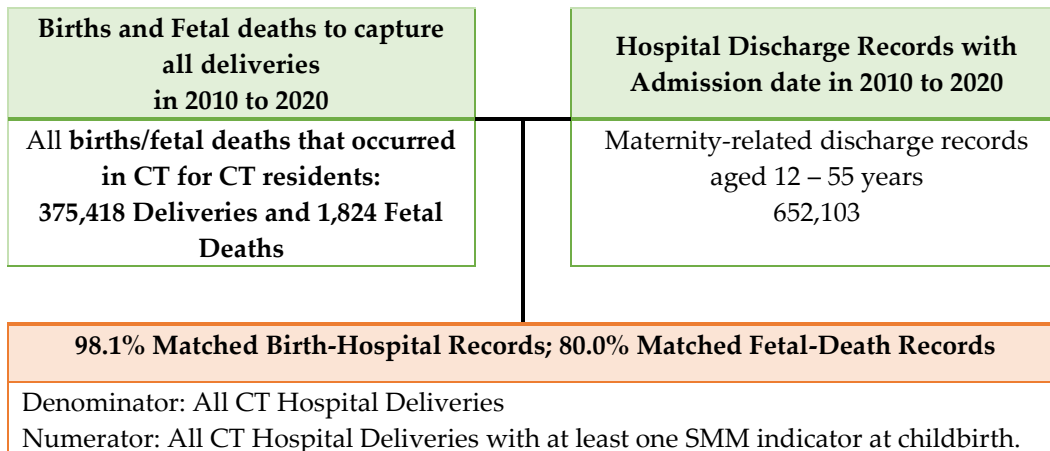 Births and Fetal deaths to capture
all deliveries
in 2010 to 2020
All births/fetal deaths that occurred
in CT for CT residents:
375,418 Deliveries and 1,824 Fetal
Deaths
Hospital Discharge Records with
Admission date in 2010 to 2020
Maternity-related discharge records
aged 12 – 55 years
652,103
98.1% Matched Birth-Hospital Records; 80.0% Matched Fetal-Death Records
Denominator: All CT Hospital Deliveries
Numerator: All CT Hospital Deliveries with at least one SMM indicator at childbirth.